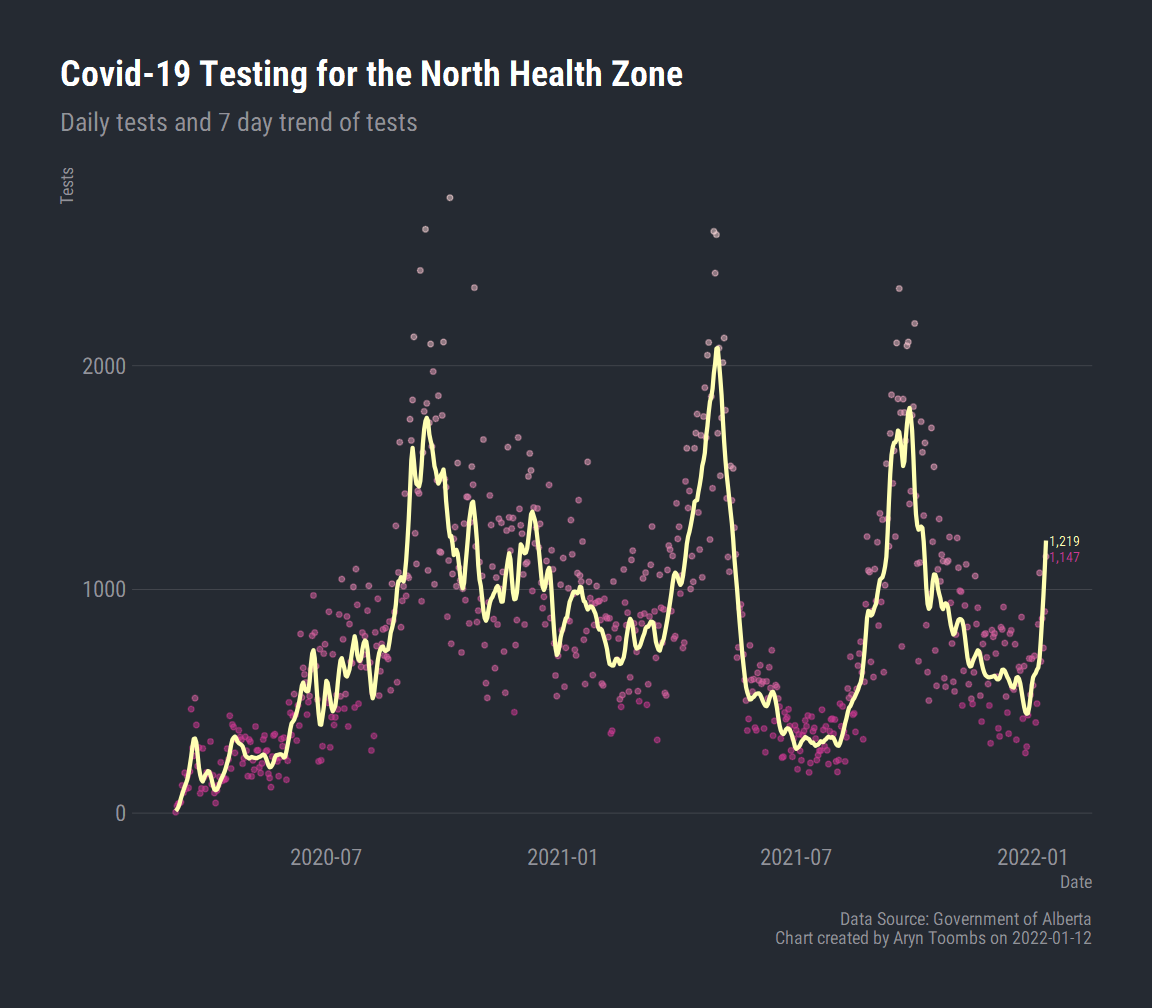 Covid-19 Testing for the North Health Zone
Daily tests and 7 day trend of tests
Tests
2000
1000
0
1,219
1,147
2020-07
2021-01
2021-07
2022-01
Date
Data Source: Government of Alberta
Chart created by Aryn Toombs on 2022-01-12